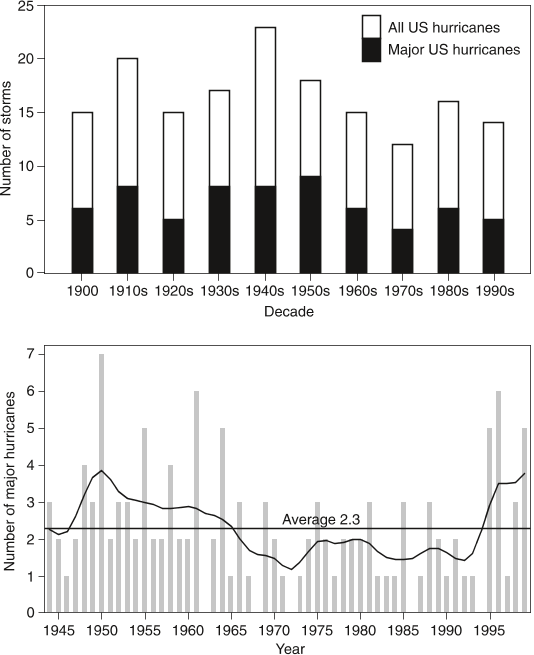 25
20
15
10
5
0
Number of storms
All US hurricanes
Major US hurricanes
1900 1910s 1920s 1930s 1940s 1950s 1960s 1970s 1980s 1990s
Decade
7
6
5
4
3
2
1
0
Number of major hurricanes
Average 2.3
1945 1950 1955 1960 1965 1970 1975 1980 1985 1990 1995
Year